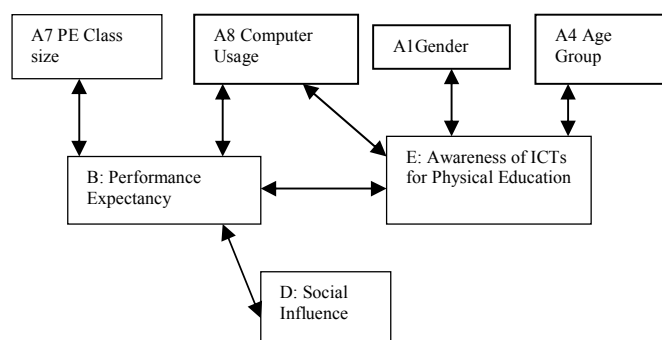 A7 PE Class
size
A8 Computer
Usage
A1Gender
A4 Age
Group
B: Performance
Expectancy
E: Awareness of ICTs
for Physical Education
D: Social
Influence